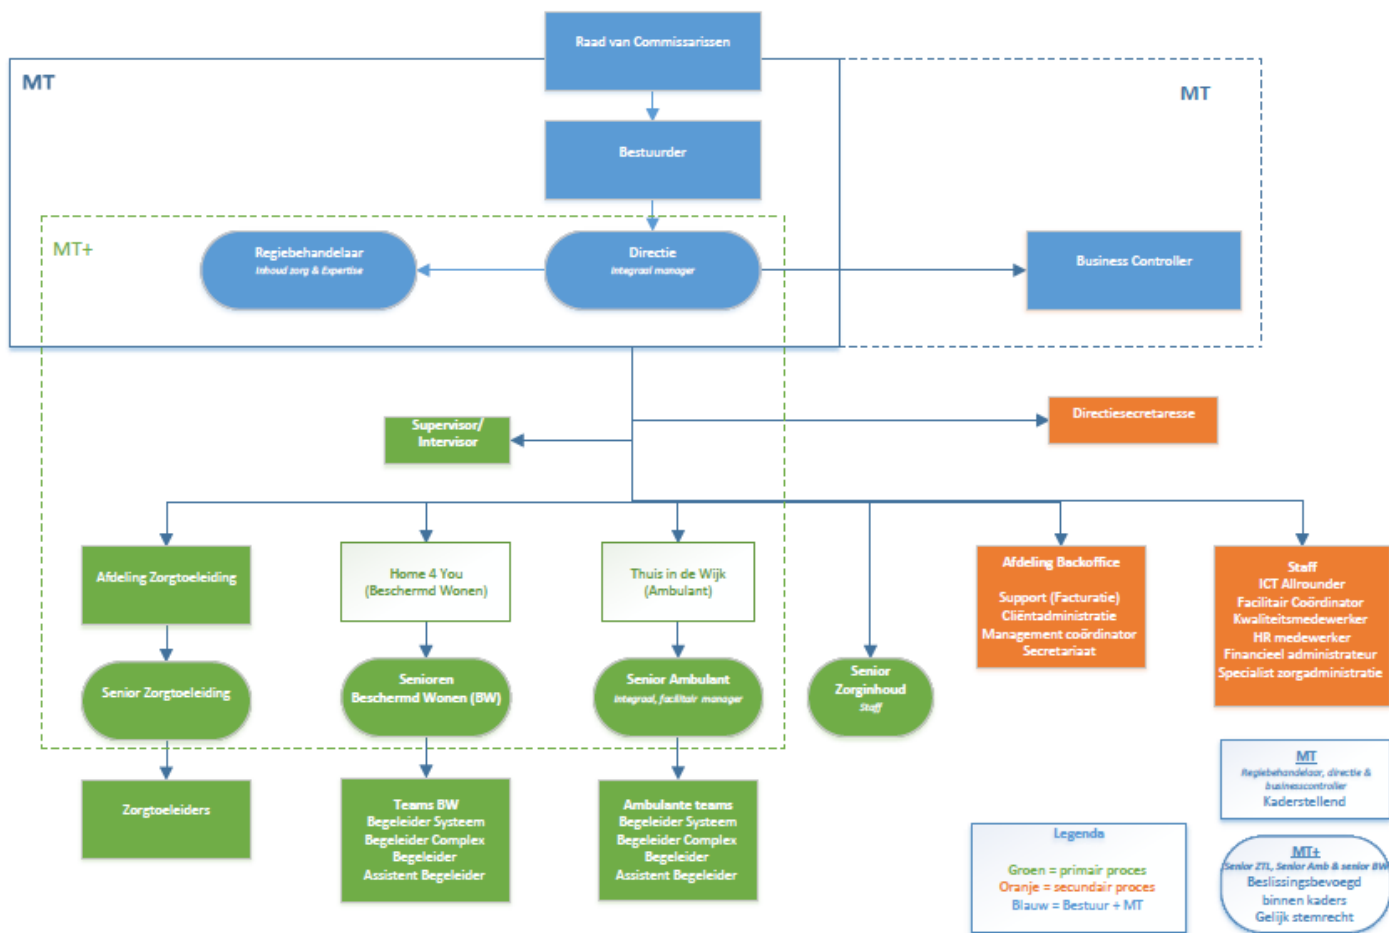 Raad van Commissarissen
MT
MT
Bestuurder
MT+
Regiebehandelaar
Inhoud zorg & Expertise
Directie
Integraal manager
Business Controller
Supervisor/
Intervisor
Directiesecretaresse
Afdeling Zorgtoeleiding
Home 4 You
(Beschermd Wonen)
Thuis in de Wijk
(Ambulant)
Afdeling Backoffice
Support (Facturatie)
Cliëntadministratie
Management coördinator
Secretariaat
Staff
ICT Allrounder
Facilitair Coördinator
Kwaliteitsmedewerker
HR medewerker
Financieel administrateur
Specialist zorgadministratie
Senior Zorgtoeleiding
Senioren
Beschermd Wonen (BW)
Senior Ambulant
Integraal, facilitair manager
Senior
Zorginhoud
Staff
Zorgtoeleiders
Teams BW
Begeleider Systeem
Begeleider Complex
Begeleider
Assistent Begeleider
Ambulante teams
Begeleider Systeem
Begeleider Complex
Begeleider
Assistent Begeleider
Legenda
Groen = primair proces
Oranje = secundair proces
Blauw = Bestuur + MT
MT
Regiebehandelaar, directie &
businesscontroller
Kaderstellend
MT+
Senior ZTL, Senior Amb & senior BW
Beslissingsbevoegd
binnen kaders
Gelijk stemrecht